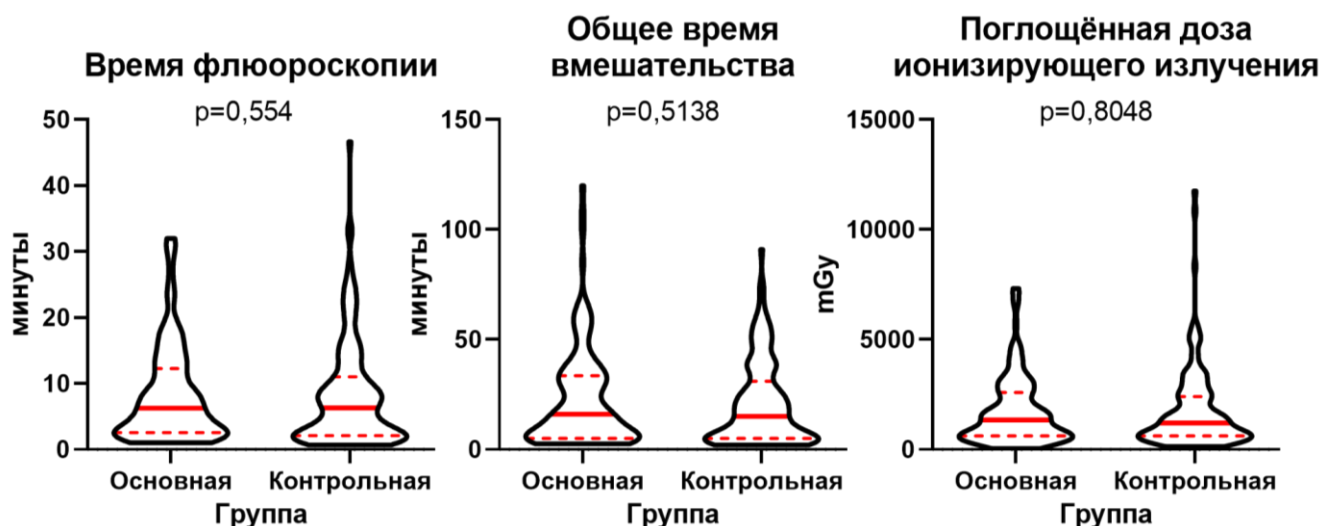 Время флюороскопии
p=0,554
минуты
50
40
30
20
10
0
Основная
Контрольная
Группа
Общее время
вмешательства
p=0,5138
минуты
150
100
50
0
Основная
Контрольная
Группа
Поглощённая доза
ионизирующего излучения
p=0,8048
mGy
15000
10000
5000
0
Основная
Контрольная
Группа